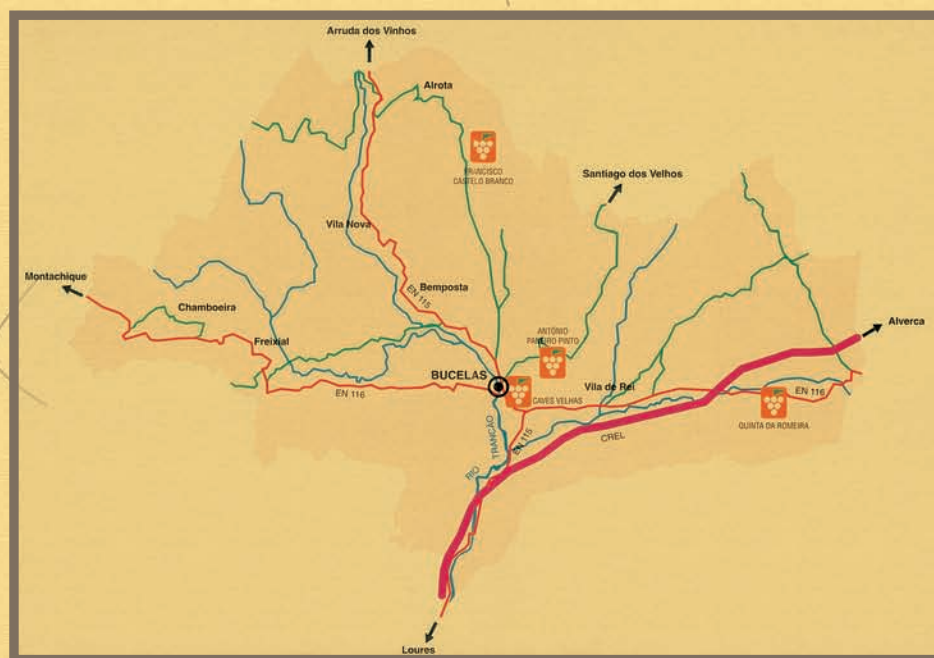 Arruda dos Vinhos
Alrota
FRANCISCO
CASTELO BRANCO
Santiago dos Velhos
Vila Nova
Montachique
Bemposta
EN 115
Chamboeira
Alverca
Freixial
ANTÓNIO
PANEIRO PINTO
BUCELAS
Vila de Rei
EN 116
EN 116
CAVES VELHAS
QUINTA DA ROMEIRA
TRANCÃO
EN 115
CREL
RIO
Loures